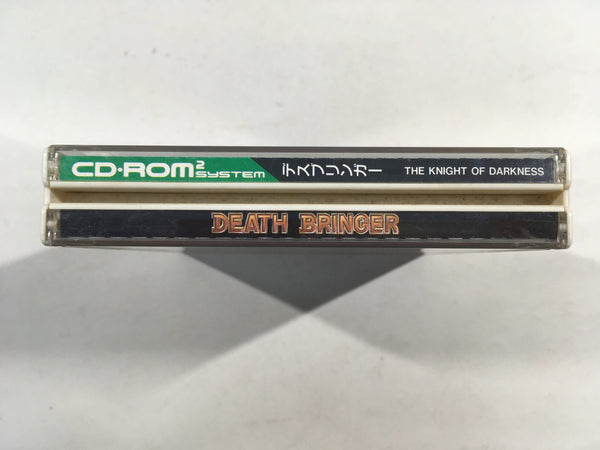 CD-ROM² SYSTEM デスブリンガー THE KNIGHT OF DARKNESS
DEATH BRINGER